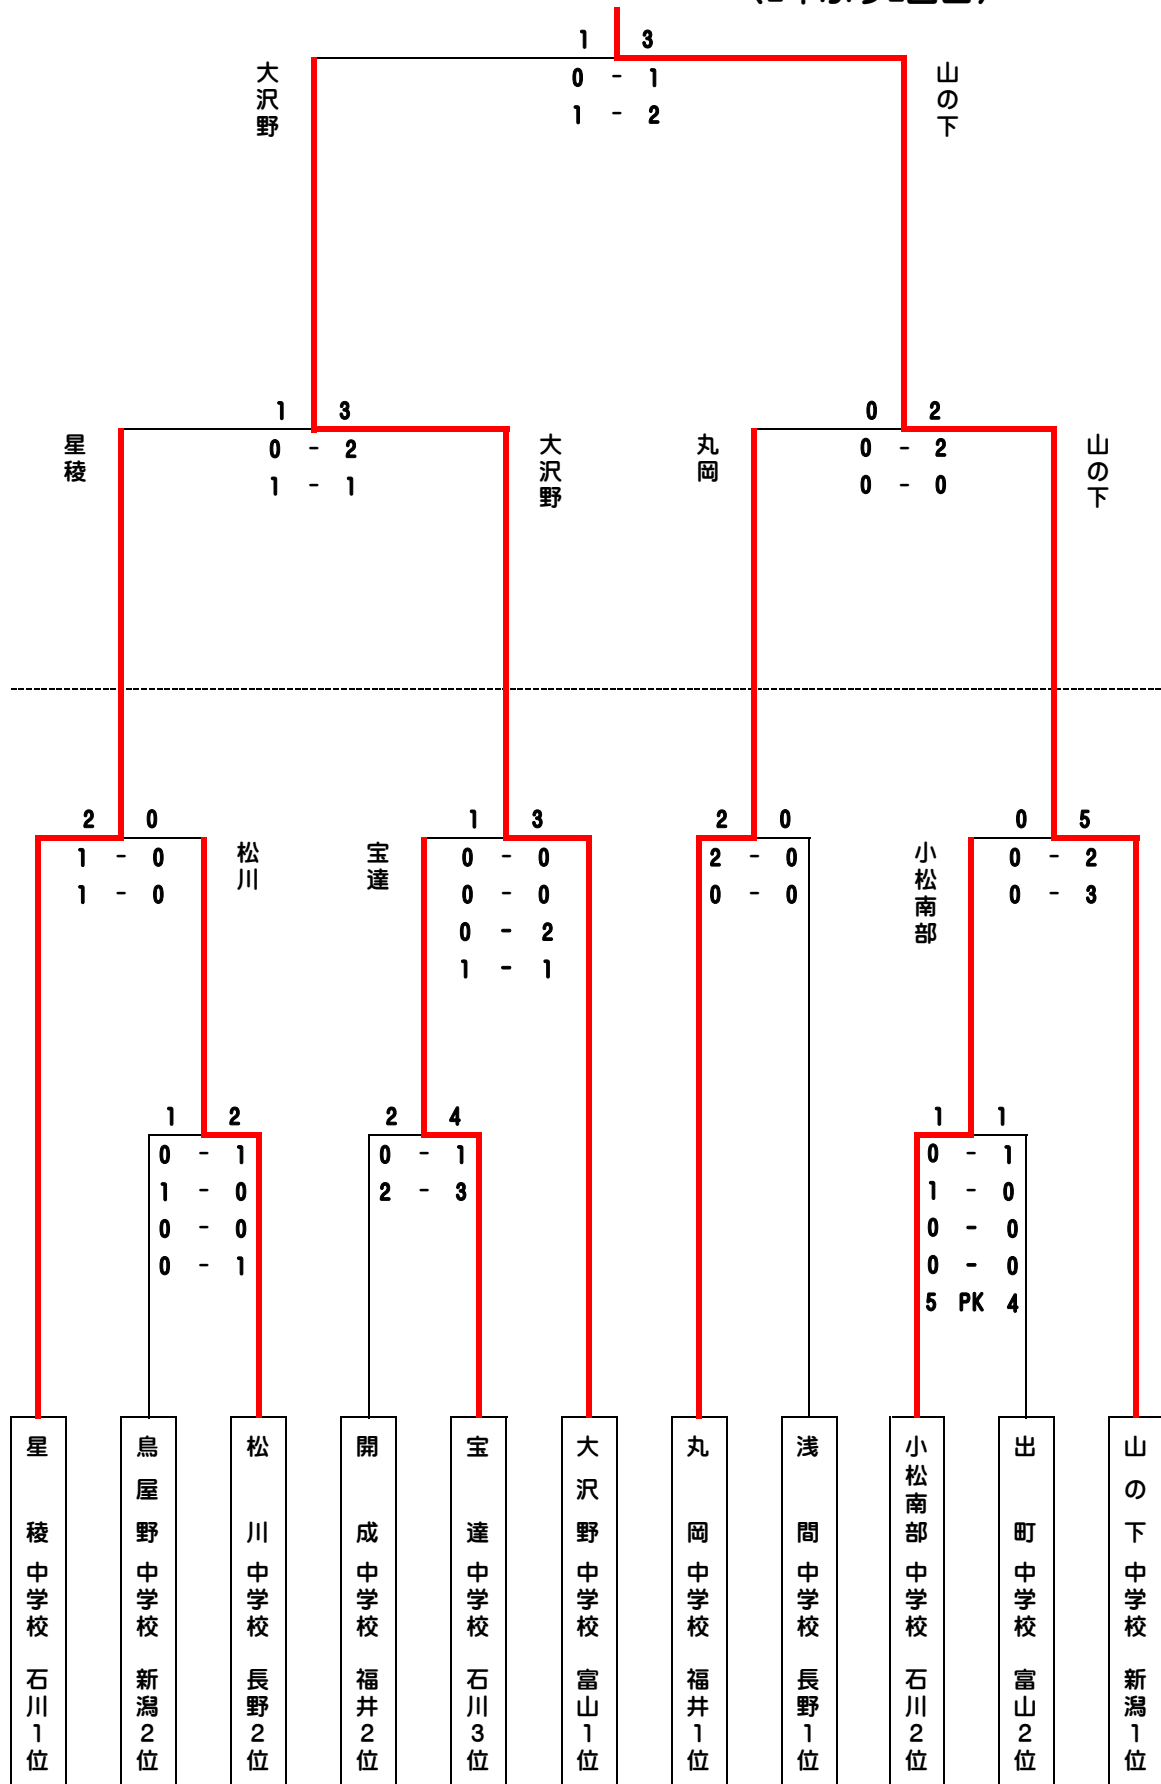 1 3
大沢野
0 - 1
山の下
1 - 2
1 3
星稜
0 - 2
大沢野
1 - 1
0 2
丸岡
0 - 2
山の下
0 - 0
2 0
1 - 0
松川
1 - 0
1 3
宝達
0 - 0
0 - 0
0 - 2
1 - 1
2 0
2 - 0
0 - 0
0 5
小松南部
0 - 2
0 - 3
1 2
0 - 1
1 - 0
0 - 0
0 - 1
2 4
0 - 1
2 - 3
1 1
0 - 1
1 - 0
0 - 0
0 - 0
5 PK 4
星稜中学校 石川1位
鳥屋野中学校 新潟2位
松川中学校 長野2位
開成中学校 福井2位
宝達中学校 石川3位
大沢野中学校 富山1位
丸岡中学校 福井1位
浅間中学校 長野1位
小松南部中学校 石川2位
出町中学校 富山2位
山の下中学校 新潟1位